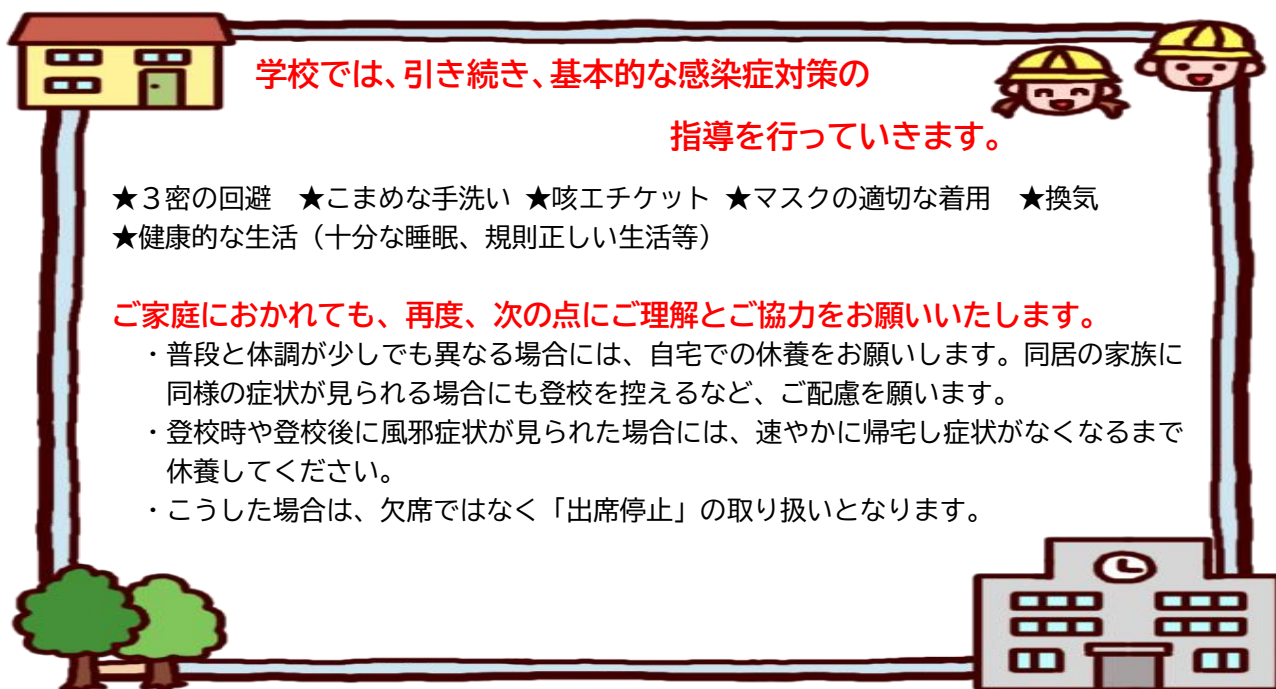 学校では、引き続き、基本的な感染症対策の
指導を行っていきます。
★３密の回避　★こまめな手洗い ★咳エチケット ★マスクの適切な着用　★換気
★健康的な生活（十分な睡眠、規則正しい生活等）
ご家庭におかれても、再度、次の点にご理解とご協力をお願いいたします。
・普段と体調が少しでも異なる場合には、自宅での休養をお願いします。同居の家族に
同様の症状が見られる場合にも登校を控えるなど、ご配慮を願います。
・登校時や登校後に風邪症状が見られた場合には、速やかに帰宅し症状がなくなるまで
休養してください。
・こうした場合は、欠席ではなく「出席停止」の取り扱いとなります。